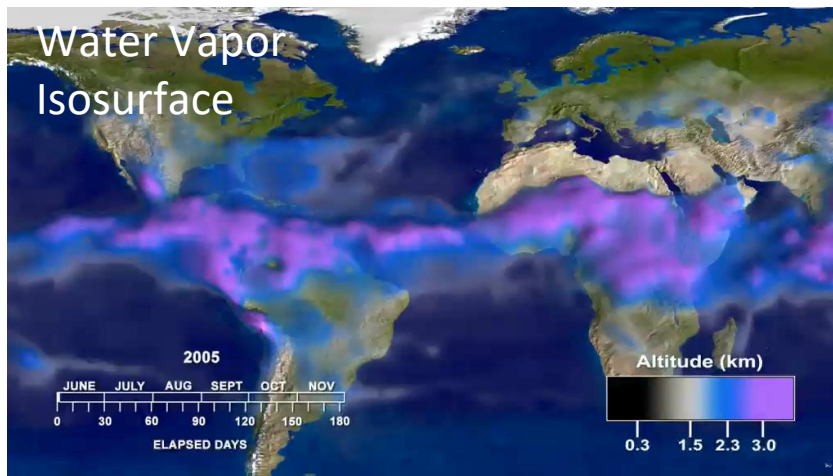 Water Vapor
Isosurface
2005
JUNE JULY AUG SEPT OCT NOV
0 30 60 90 120 150 180
ELAPSED DAYS
Altitude (km)
0.3 1.5 2.3 3.0